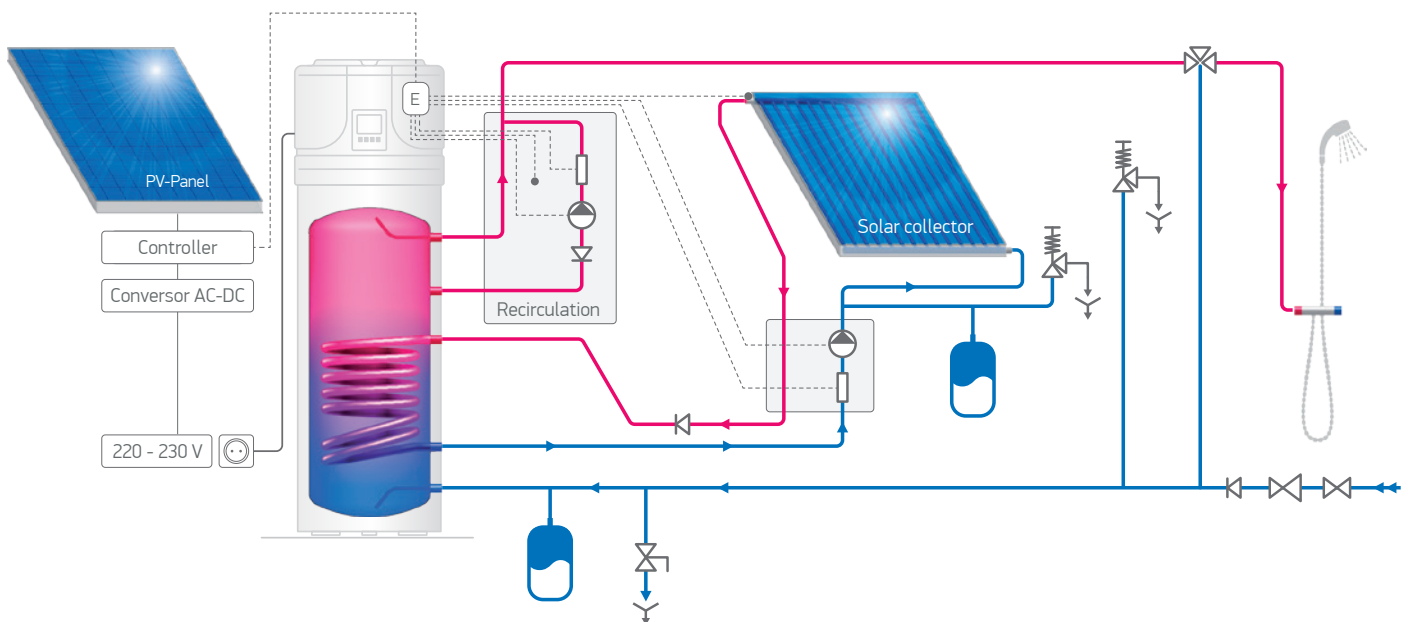 PV-Panel
Controller
Conversor AC-DC
220 - 230 V
E
Recirculation
Solar collector